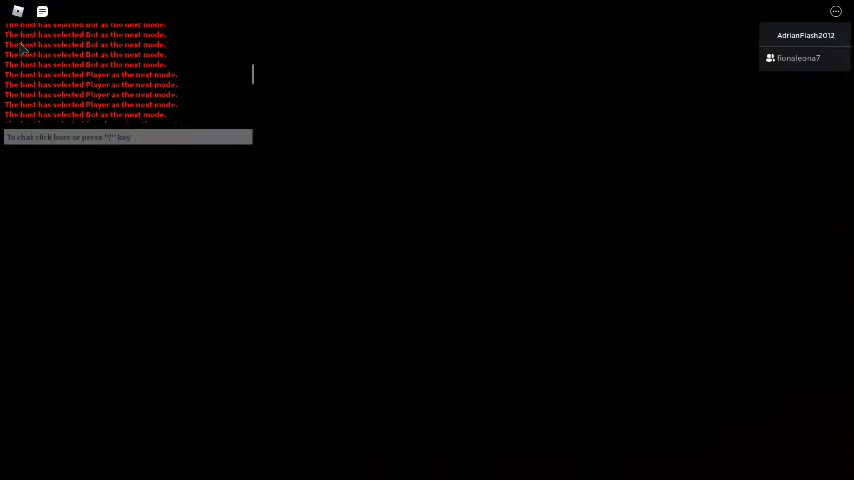 The host has selected Bot as the next mode.
The host has selected Bot as the next mode.
The host has selected Bot as the next mode.
The host has selected Bot as the next mode.
The host has selected Bot as the next mode.
The host has selected Player as the next mode.
The host has selected Player as the next mode.
The host has selected Player as the next mode.
The host has selected Player as the next mode.
The host has selected Bot as the next mode.
To chat click here or press "/" key
AdrianFlash2012
fionaleona7